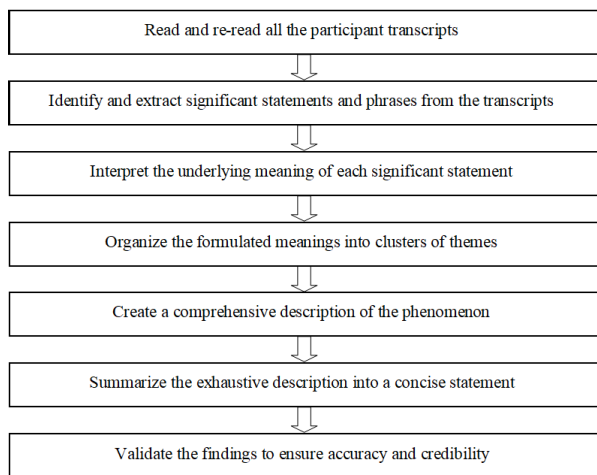 Read and re-read all the participant transcripts
Identify and extract significant statements and phrases from the transcripts
Interpret the underlying meaning of each significant statement
Organize the formulated meanings into clusters of themes
Create a comprehensive description of the phenomenon
Summarize the exhaustive description into a concise statement
Validate the findings to ensure accuracy and credibility